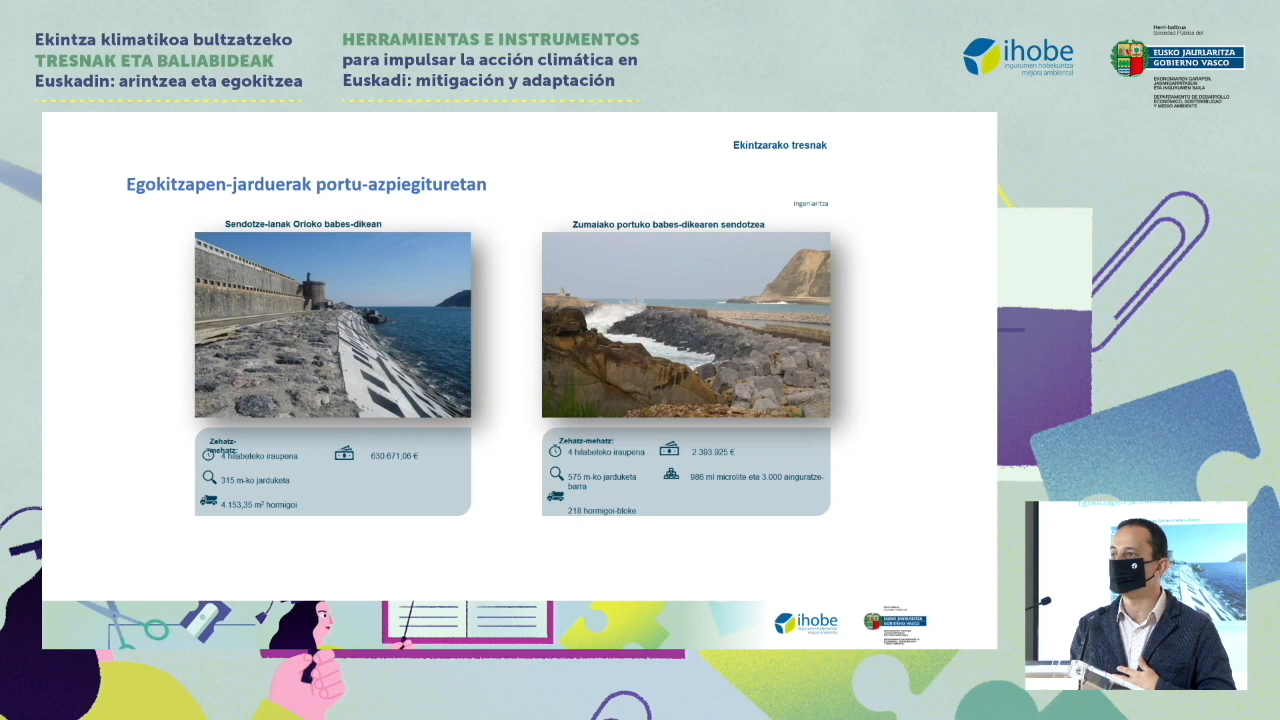 Ekintza klimatikoa bultzatzeko
TRESNAK ETA BALIABIDEAK
Euskadin: arintzea eta egokitzea
HERRAMIENTAS E INSTRUMENTOS
para impulsar la acción climática en
Euskadi: mitigación y adaptación
ihobe
ingurumen hobekuntza
mejora ambiental
Herri-baltzua
Sociedad Pública del
EUSKO JAURLARITZA
GOBIERNO VASCO
EKONOMIAREN GARAPEN,
JASANGARRITASUN
ETA INGURUMEN SAILA
DEPARTAMENTO DE DESARROLLO
ECONÓMICO, SOSTENIBILIDAD
Y MEDIO AMBIENTE
Ekintzarako tresnak
Egokitzapen-jarduerak portu-azpiegituretan
Ingeniaritza
Sendotze-lanak Orioko babes-dikean
Zumaiako portuko babes-dikearen sendotzea
Zehatz-
mehatz:
4 hilabeteko iraupena
630.671,06 €
315 m-ko jarduketa
4.153,35 m² hormigoi
Zehatz-mehatz:
4 hilabeteko iraupena
2.393.925 €
575 m-ko jarduketa
barra
986 ml microlite eta 3.000 ainguratze-
218 hormigoi-bloke
ihobe
EUSKO JAURLARITZA
GOBIERNO VASCO